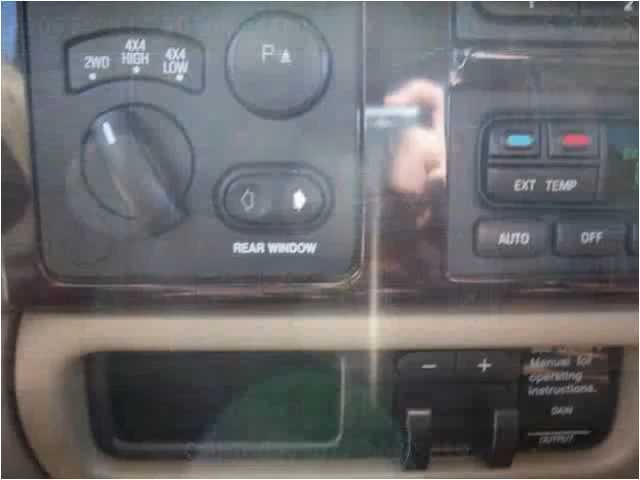 2WD
4X4
HIGH
4X4
LOW
P
REAR WINDOW
EXT TEMP
AUTO
OFF
− +
Manual for
operating
instructions.
GAIN
OUTPUT